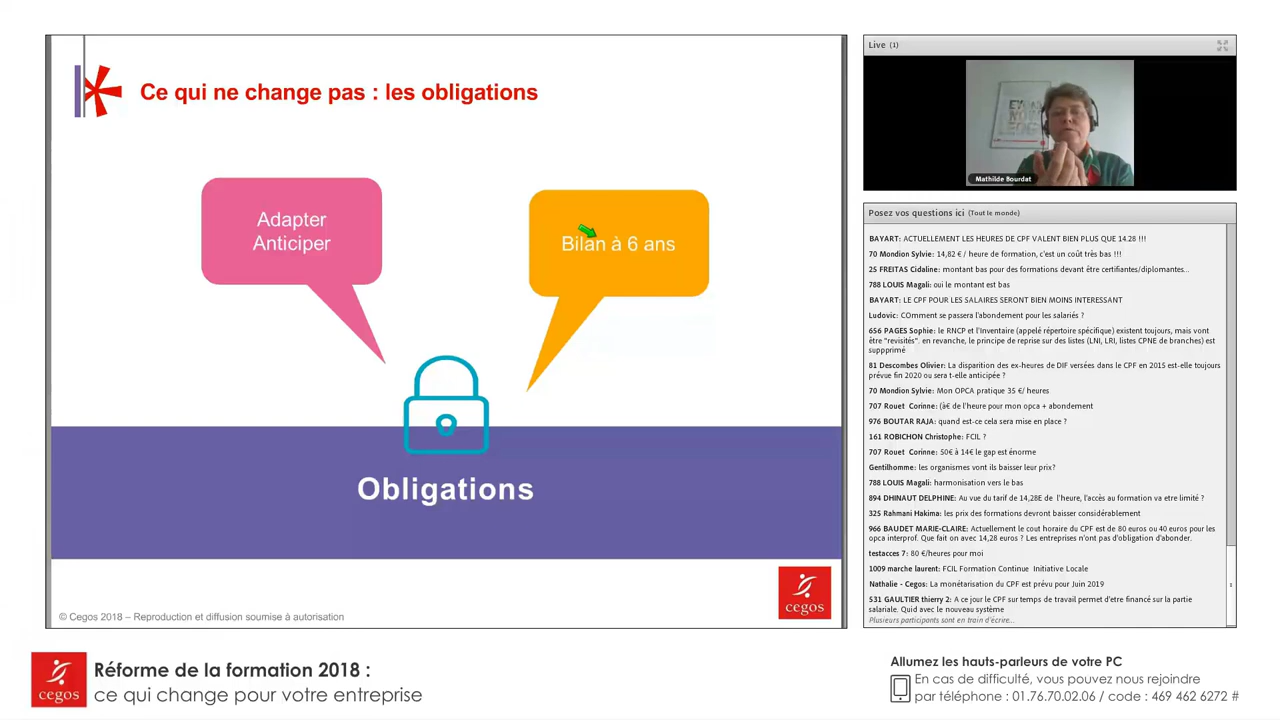 Ce qui ne change pas : les obligations
Adapter
Anticiper
Bilan à 6 ans
Obligations
cegos
© Cegos 2018 – Reproduction et diffusion soumise à autorisation
Live (1)
Mathilde Bourdat
Posez vos questions ici (Tout le monde)
BAYART: ACTUELLEMENT LES HEURES DE CPF VALENT BIEN PLUS QUE 14.28 !!!
70 Mondion Sylvie: 14,82 € / heure de formation, c'est un coût très bas !!!
25 FREITAS Cidaline: montant bas pour des formations devant être certifiantes/diplomantes...
788 LOUIS Magali: oui le montant est bas
BAYART: LE CPF POUR LES SALAIRES SERONT BIEN MOINS INTERESSANT
Ludovic: COmment se passera l'abondement pour les salariés ?
656 PAGES Sophie: le RNCP et l'Inventaire (appelé répertoire spécifique) existent toujours, mais vont
être "revisités". en revanche, le principe de reprise sur des listes (LNI, LRI, listes CPNE de branches) est
suppprimé
81 Descombes Olivier: La disparition des ex-heures de DIF versées dans le CPF en 2015 est-elle toujours
prévue fin 2020 ou sera t-elle anticipée ?
70 Mondion Sylvie: Mon OPCA pratique 35 €/ heures
707 Rouet Corinne: (à€ de l'heure pour mon opca + abondement
976 BOUTAR RAJA: quand est-ce cela sera mise en place ?
161 ROBICHON Christophe: FCIL ?
707 Rouet Corinne: 50€ à 14€ le gap est énorme
Gentilhomme: les organismes vont ils baisser leur prix?
788 LOUIS Magali: harmonisation vers le bas
894 DHINAUT DELPHINE: Au vue du tarif de 14,28E de l'heure, l'accès au formation va etre limité ?
325 Rahmani Hakima: les prix des formations devront baisser considérablement
966 BAUDET MARIE-CLAIRE: Actuellement le cout horaire du CPF est de 80 euros ou 40 euros pour les
opca interprof. Que fait on avec 14,28 euros ? Les entreprises n'ont pas d'obligation d'abonder.
testacces 7: 80 €/heures pour moi
1009 marche laurent: FCIL Formation Continue Initiative Locale
Nathalie - Cegos: La monétarisation du CPF est prévu pour Juin 2019
531 GAULTIER thierry 2: A ce jour le CPF sur temps de travail permet d'etre financé sur la partie
salariale. Quid avec le nouveau système
Plusieurs participants sont en train d'écrire...
cegos
Réforme de la formation 2018 :
ce qui change pour votre entreprise
Allumez les hauts-parleurs de votre PC
En cas de difficulté, vous pouvez nous rejoindre
par téléphone : 01.76.70.02.06 / code : 469 462 6272 #